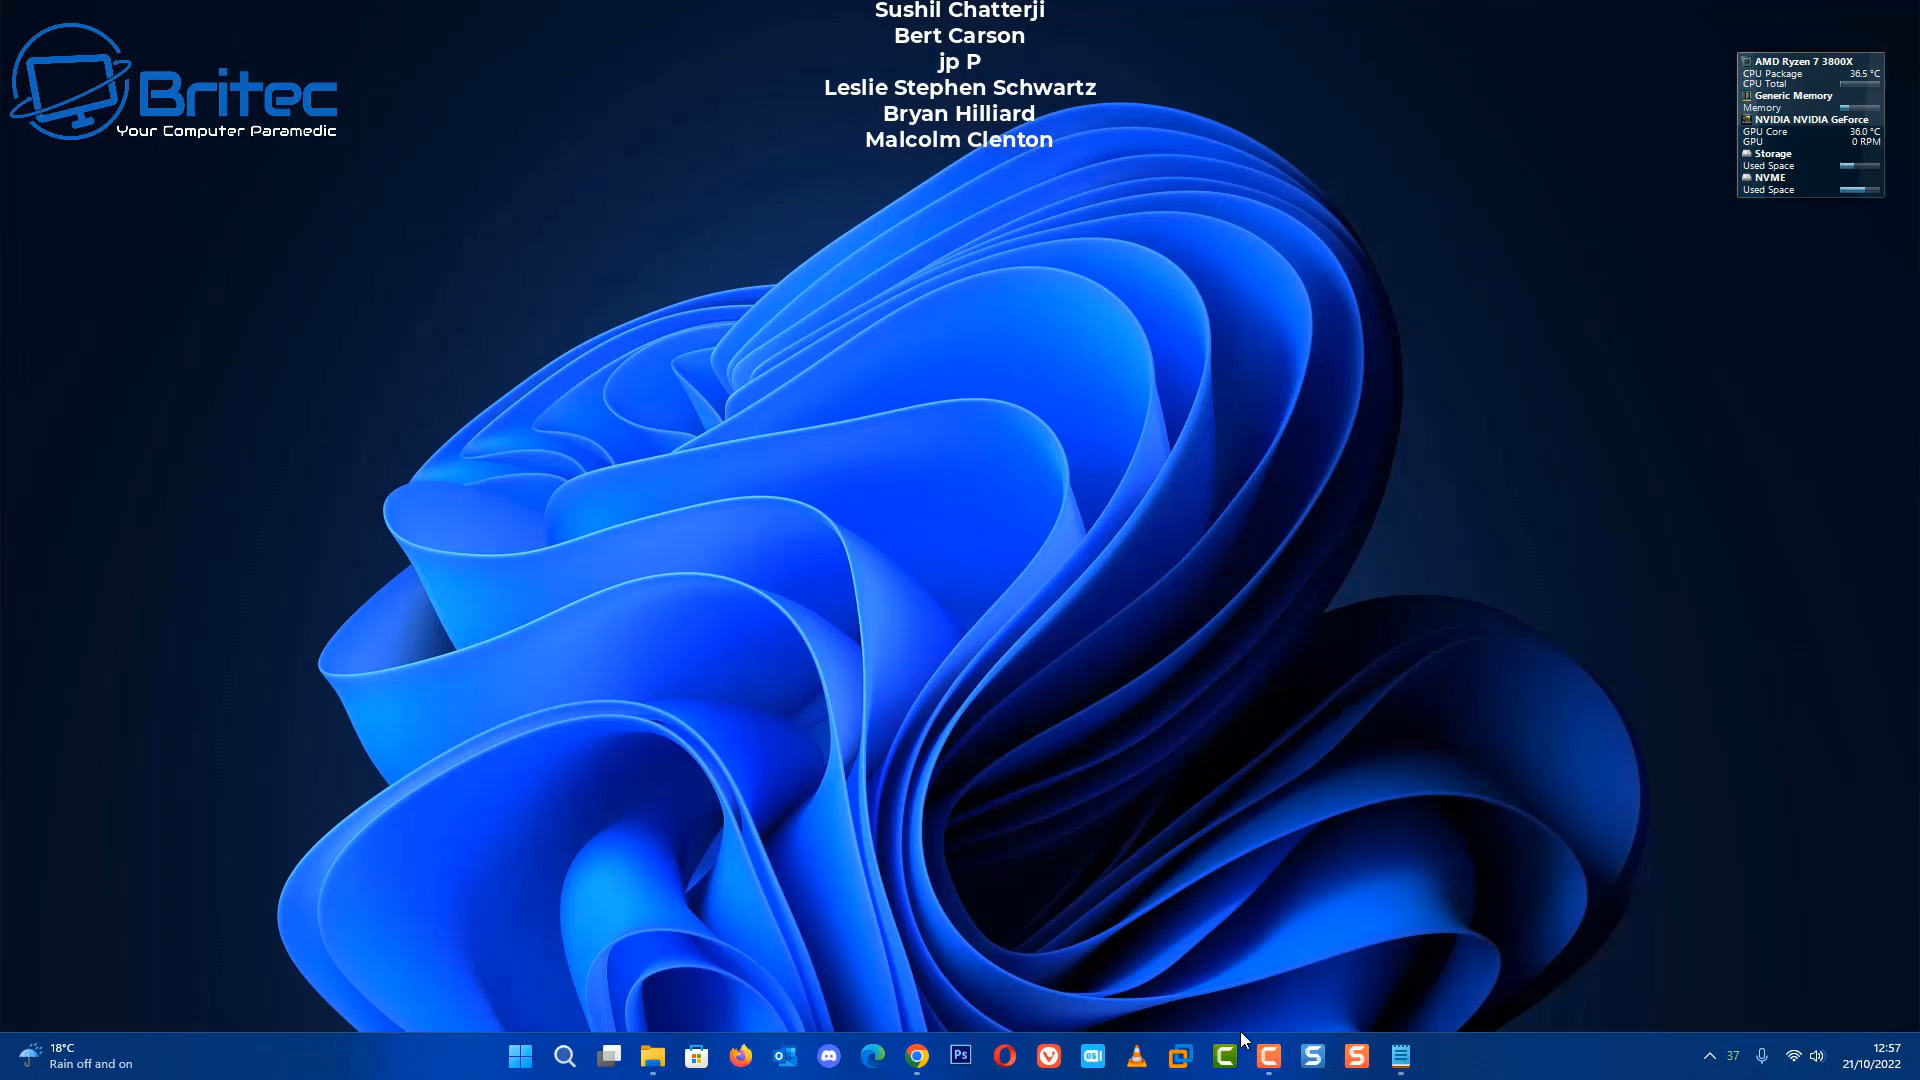 Sushil Chatterji
Bert Carson
jp P
Leslie Stephen Schwartz
Bryan Hilliard
Malcolm Clenton
Britec
Your Computer Paramedic
AMD Ryzen 7 3800X
CPU Package 36.5 °C
CPU Total
Generic Memory
Memory
NVIDIA NVIDIA GeForce
GPU Core 36.0 °C
GPU 0 RPM
Storage
Used Space
NVME
Used Space
18°C
Rain off and on
Ps
OSI
C
C
S
S
37
12:57
21/10/2022